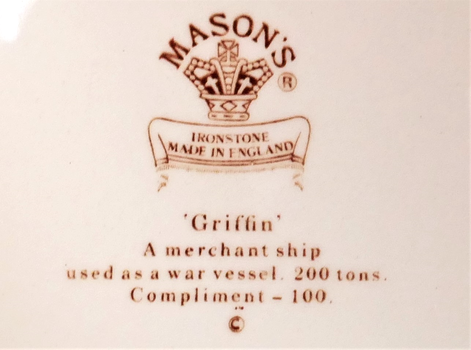 MASON'S
®
IRONSTONE
MADE IN ENGLAND
'Griffin'
A merchant ship
used as a war vessel. 200 tons.
Compliment – 100.
©